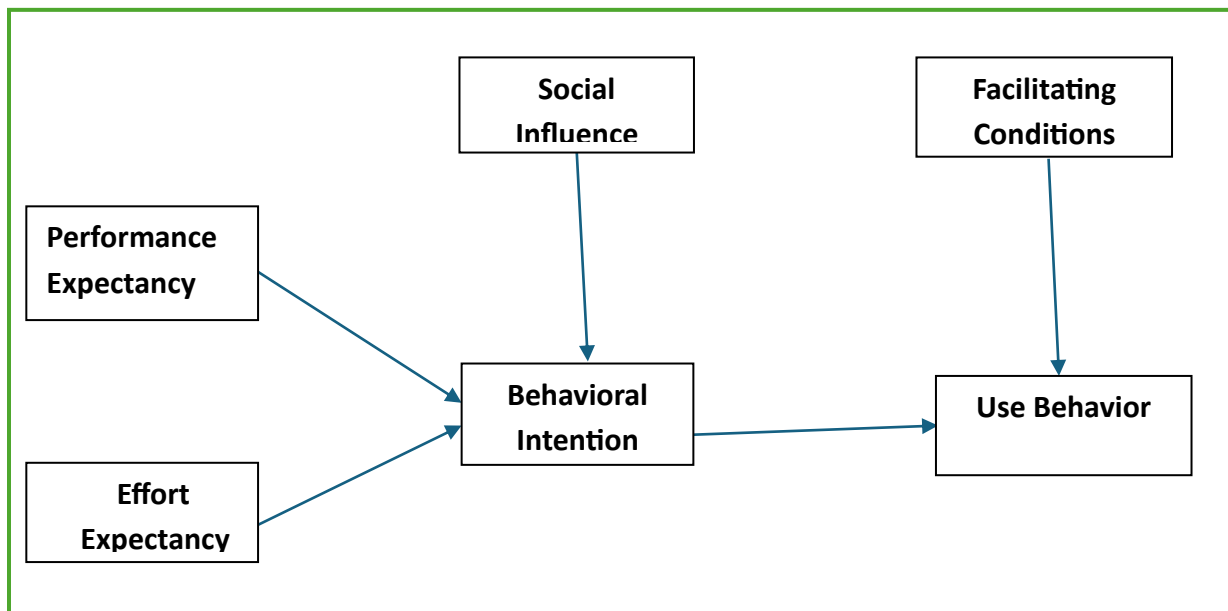 Social
Influence
Facilitating
Conditions
Performance
Expectancy
Behavioral
Intention
Use Behavior
Effort
Expectancy